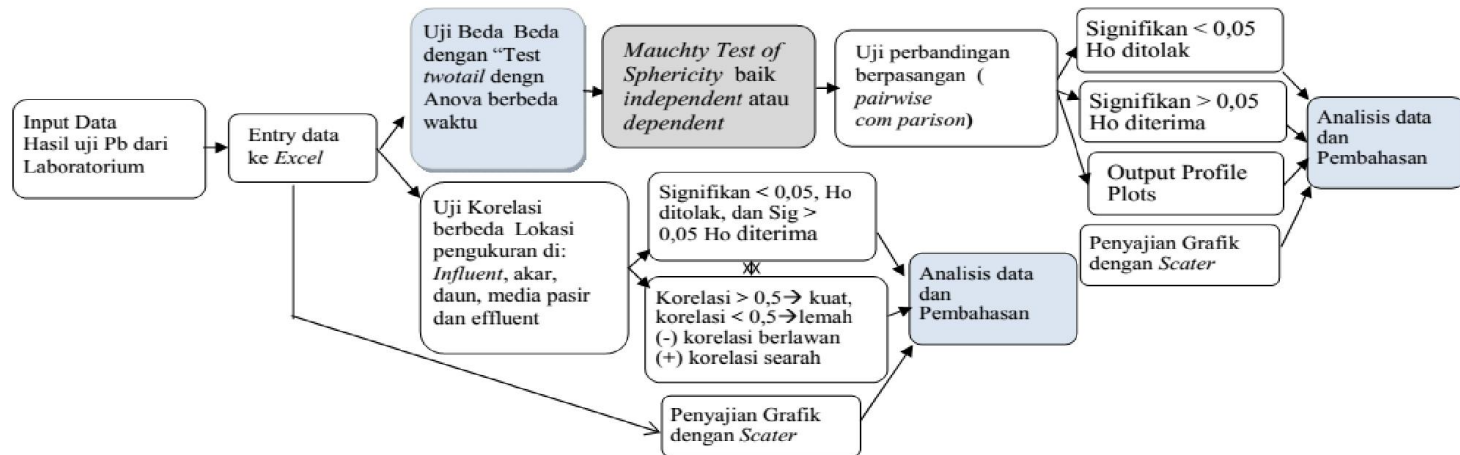 Input Data
Hasil uji Pb dari
Laboratorium
Entry data
ke Excel
Uji Beda Beda
dengan “Test
twotail dengn
Anova berbeda
waktu
Mauchty Test of
Sphericity baik
independent atau
dependent
Uji perbandingan
berpasangan (
pairwise
com parison)
Signifikan < 0,05
Ho ditolak
Signifikan > 0,05
Ho diterima
Output Profile
Plots
Penyajian Grafik
dengan Scater
Analisis data
dan
Pembahasan
Uji Korelasi
berbeda Lokasi
pengukuran di:
Influent, akar,
daun, media pasir
dan effluent
Signifikan < 0,05, Ho
ditolak, dan Sig >
0,05 Ho diterima
Korelasi > 0,5→ kuat,
korelasi < 0,5→lemah
(-) korelasi berlawan
(+) korelasi searah
Penyajian Grafik
dengan Scater
Analisis data
dan
Pembahasan